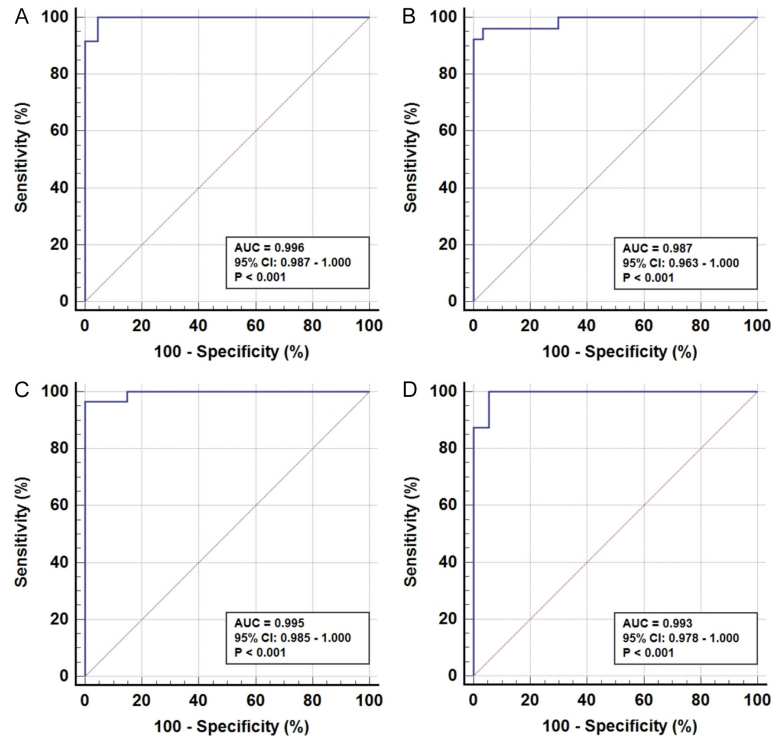 A
Sensitivity (%)
100
80
60
40
20
0
AUC = 0.996
95% CI: 0.987 - 1.000
P < 0.001
0 20 40 60 80 100
100 - Specificity (%)
B
Sensitivity (%)
100
80
60
40
20
0
AUC = 0.987
95% CI: 0.963 - 1.000
P < 0.001
0 20 40 60 80 100
100 - Specificity (%)
C
Sensitivity (%)
100
80
60
40
20
0
AUC = 0.995
95% CI: 0.985 - 1.000
P < 0.001
0 20 40 60 80 100
100 - Specificity (%)
D
Sensitivity (%)
100
80
60
40
20
0
AUC = 0.993
95% CI: 0.978 - 1.000
P < 0.001
0 20 40 60 80 100
100 - Specificity (%)